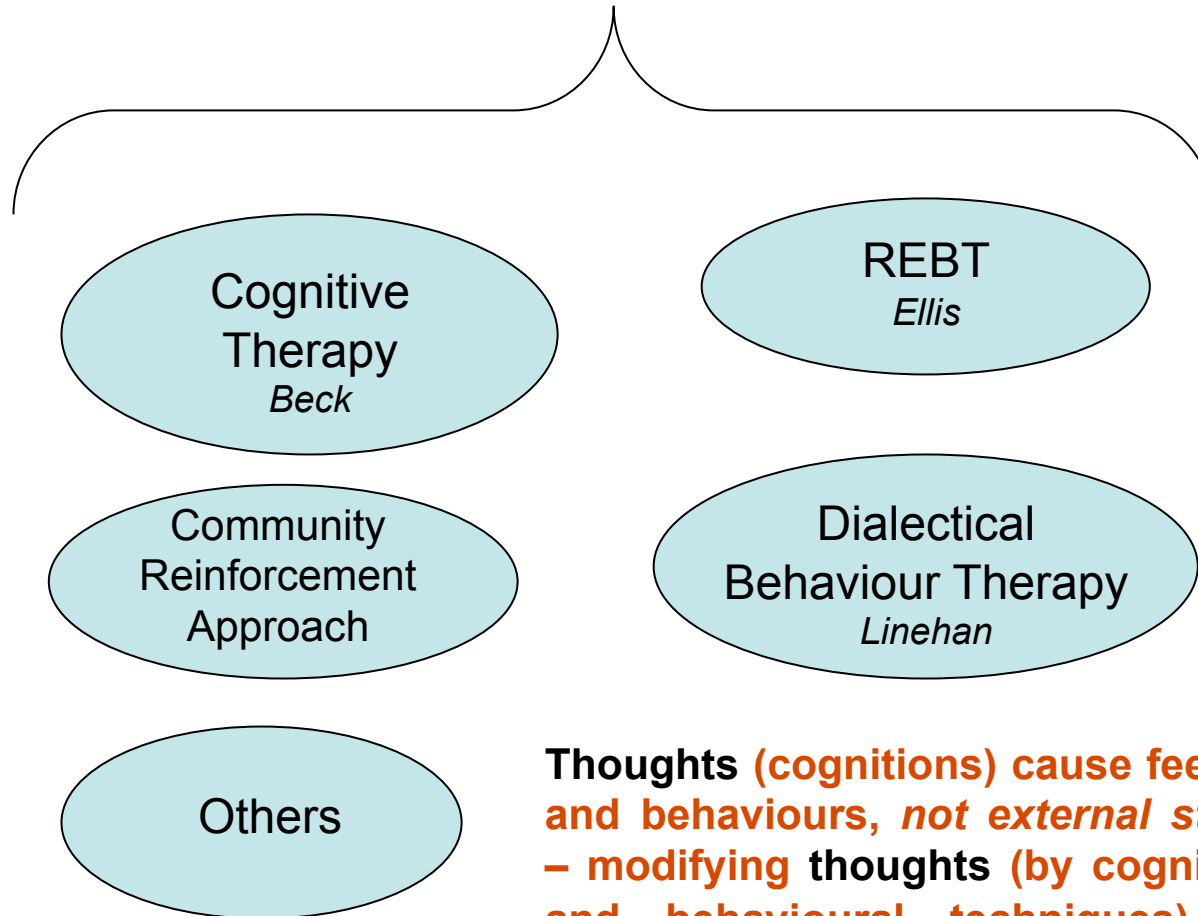 Cognitive
Therapy
Beck
REBT
Ellis
Community
Reinforcement
Approach
Dialectical
Behaviour Therapy
Linehan
Others
Thoughts (cognitions) cause
and behaviours, not external
– modifying thoughts (by
and behavioural techniques)